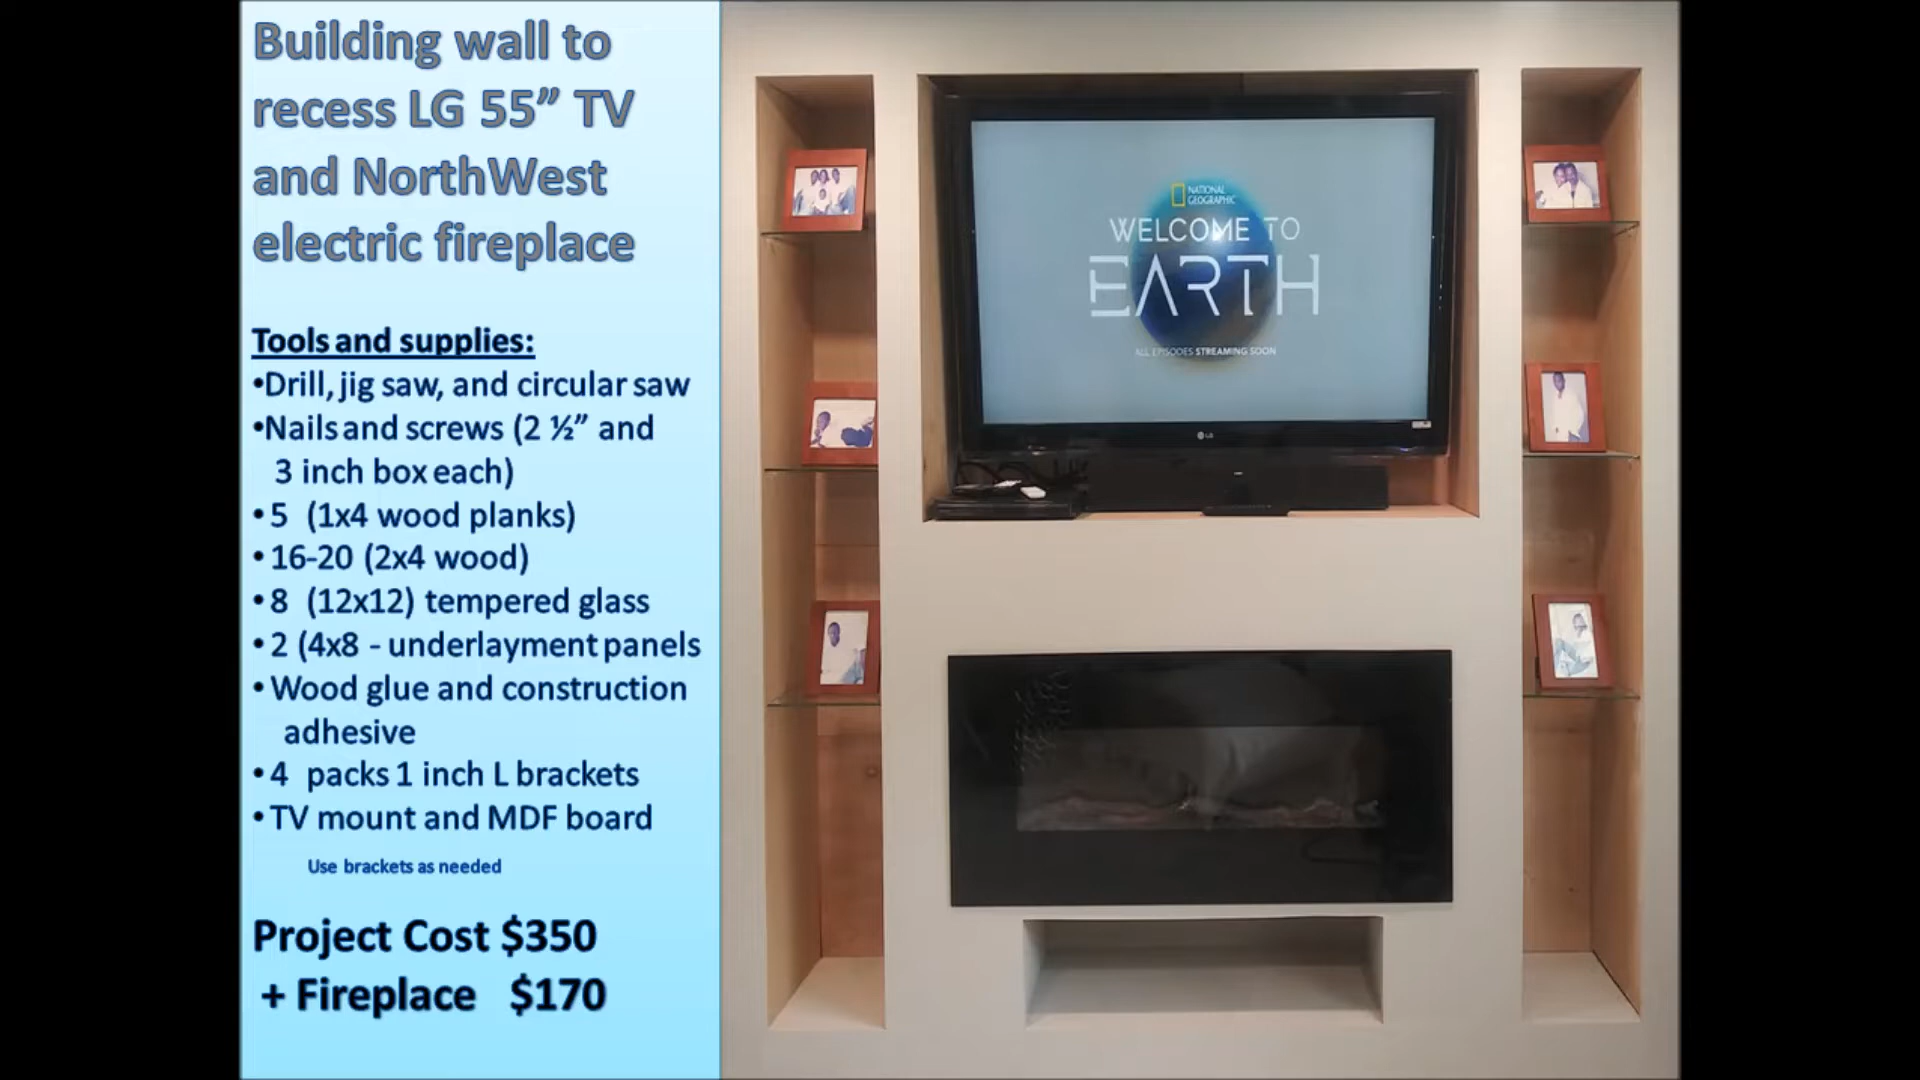 Building wall to
recess LG 55” TV
and NorthWest
electric fireplace
Tools and supplies:
•Drill, jig saw, and circular saw
•Nails and screws (2 ½” and
3 inch box each)
• 5 (1x4 wood planks)
• 16-20 (2x4 wood)
• 8 (12x12) tempered glass
• 2 (4x8 - underlayment panels
• Wood glue and construction
adhesive
• 4 packs 1 inch L brackets
• TV mount and MDF board
Use brackets as needed
Project Cost $350
+ Fireplace $170
NATIONAL
GEOGRAPHIC
WELCOME TO
EARTH
ALL EPISODES STREAMING SOON
LG